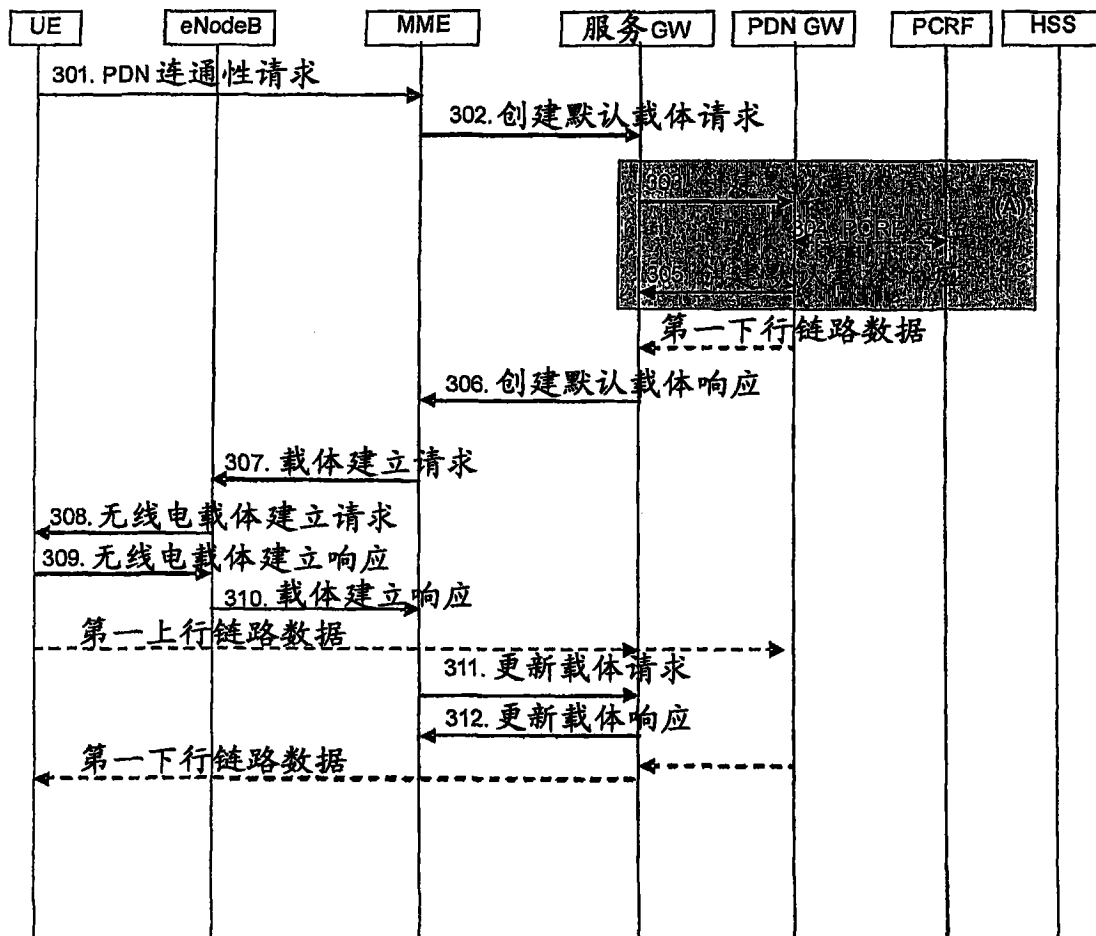 UE eNodeB MME 服务GW PDN GW PCRF HSS
301. PDN 连通性请求
302. 创建默认载体请求
(A)
第一下行链路数据
306. 创建默认载体响应
307. 载体建立请求
308. 无线电载体建立请求
309. 无线电载体建立响应
310. 载体建立响应
第一上行链路数据
311. 更新载体请求
312. 更新载体响应
第一下行链路数据